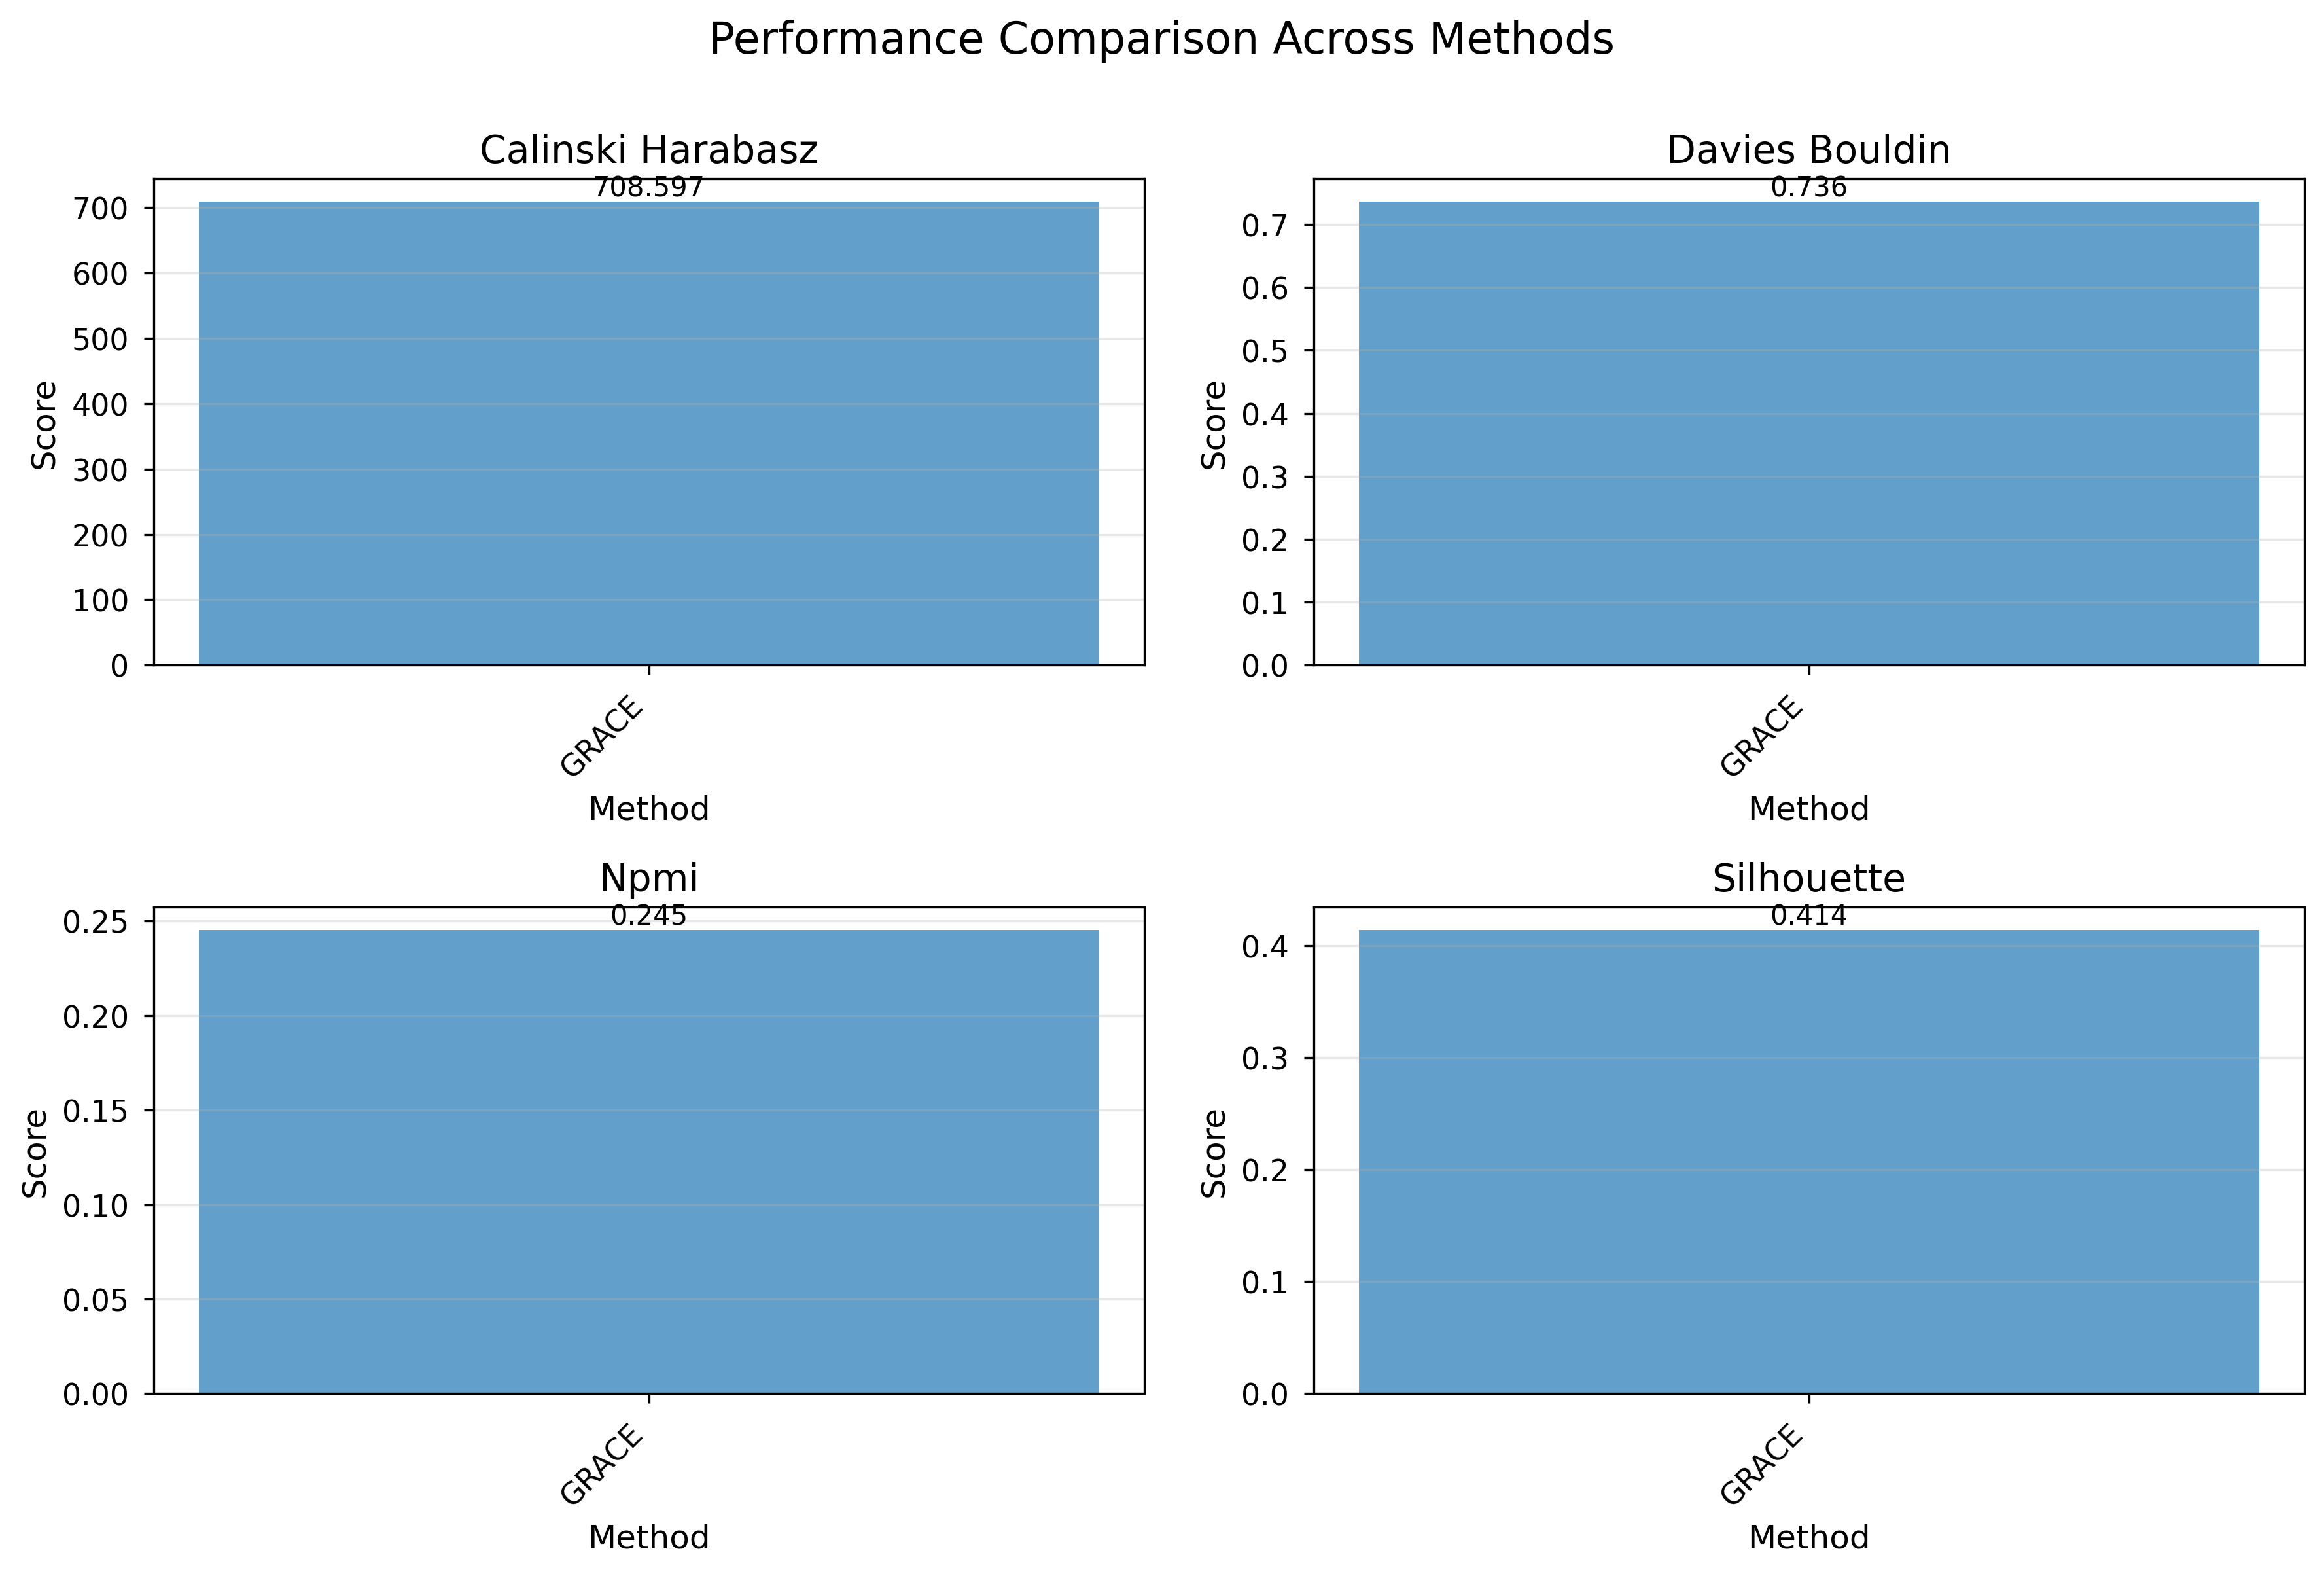 Performance Comparison Across Methods
Calinski Harabasz
708.597
700
600
500
400
300
200
100
0
Score
GRACE
Method
Davies Bouldin
0.736
0.7
0.6
0.5
0.4
0.3
0.2
0.1
0.0
Score
GRACE
Method
Npmi
0.245
0.25
0.20
0.15
0.10
0.05
0.00
Score
GRACE
Method
Silhouette
0.414
0.4
0.3
0.2
0.1
0.0
Score
GRACE
Method